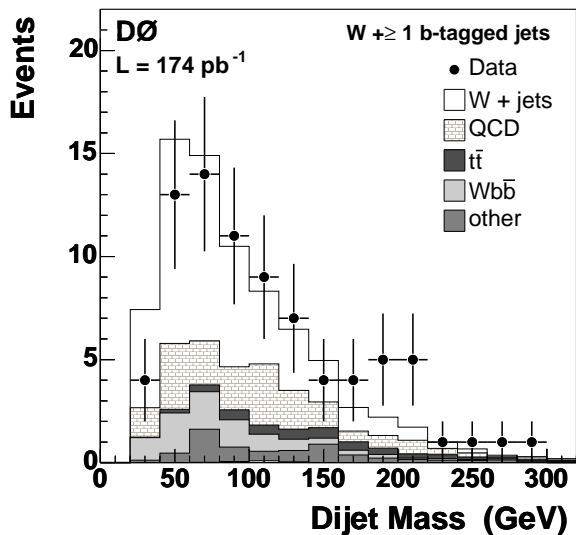 DØ
L = 174 pb⁻¹
W +≥ 1 b-tagged jets
Data
W + jets
QCD
tt̄
Wbb̄
other
Events
20
15
10
5
0
0 50 100 150 200 250 300
Dijet Mass (GeV)